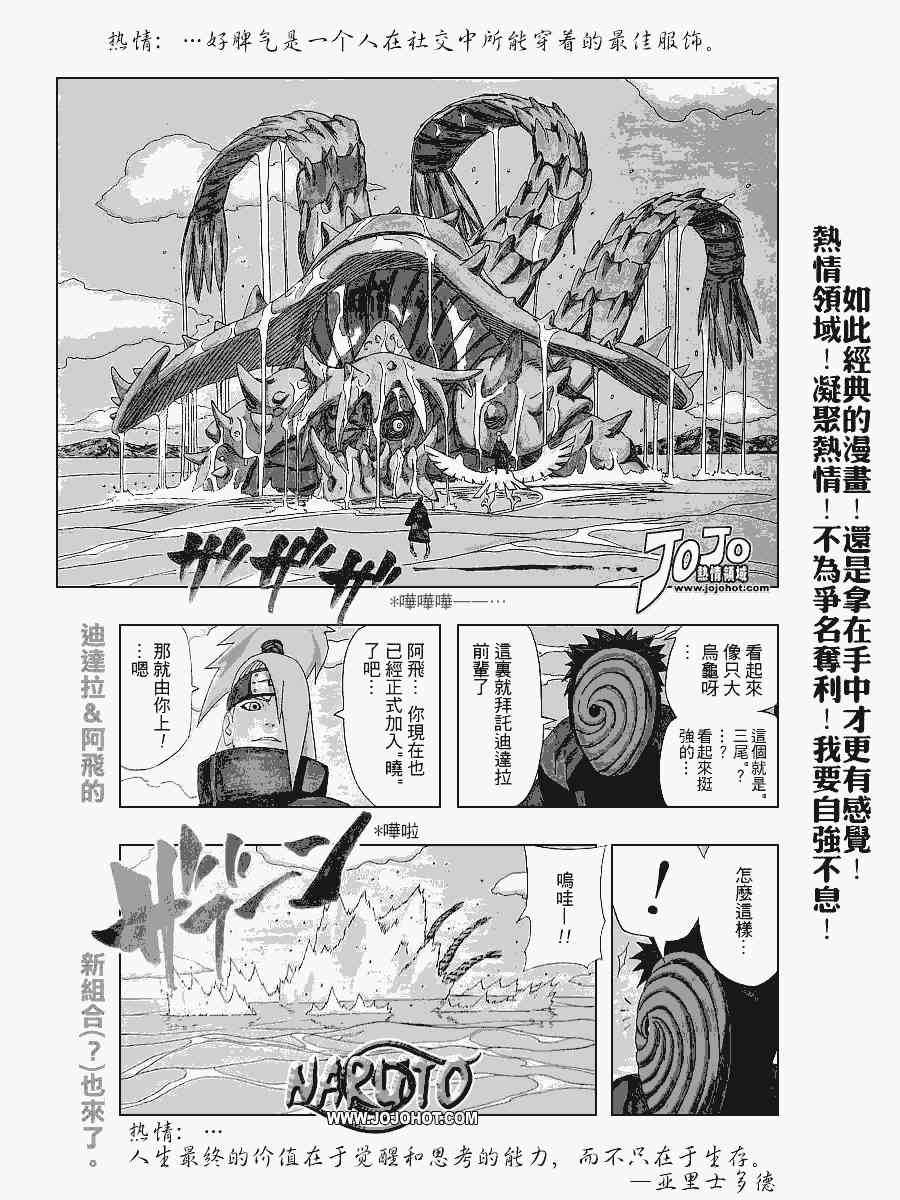 热情：…好脾气是一个人在社交中所能穿着的最佳服饰。
如此經典的漫畫！還是拿在手中才更有感覺！
熱情領域！凝聚熱情！不為爭名奪利！我要自強不息！
ザザザ
*嘩嘩嘩——…
JOJO
熱情領域
www.jojohot.com
看起來
像只大
烏龜呀
…
這個就是"
三尾"?
…?
看起來挺
強的…
這裏就拜託迪達拉
前輩了
阿飛…你現在也
已經正式加入"曉"
了吧…
那就由你上！
…嗯
迪達拉&阿飛的
怎麼這樣…
！
*嘩啦
嗚哇ー!!
NARUTO
WWW.JOJOHOT.COM
新組合(?)也來了。
热情：…
人生最终的价值在于觉醒和思考的能力，而不只在于生存。
—亚里士多德